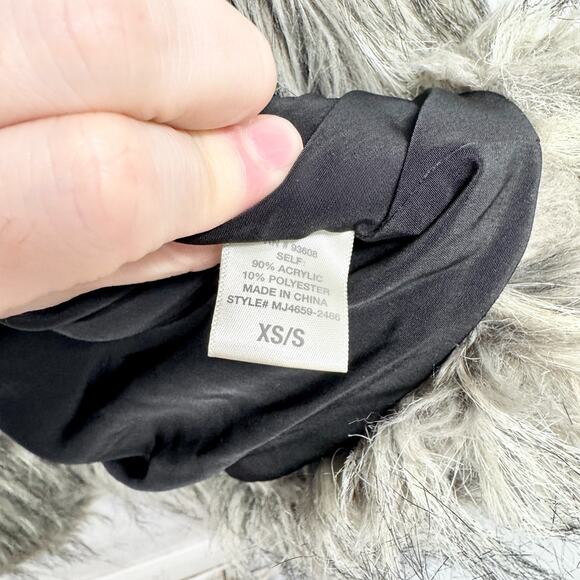 # 93608
SELF:
90% ACRYLIC
10% POLYESTER
MADE IN CHINA
STYLE# MJ4659-2486
XS/S